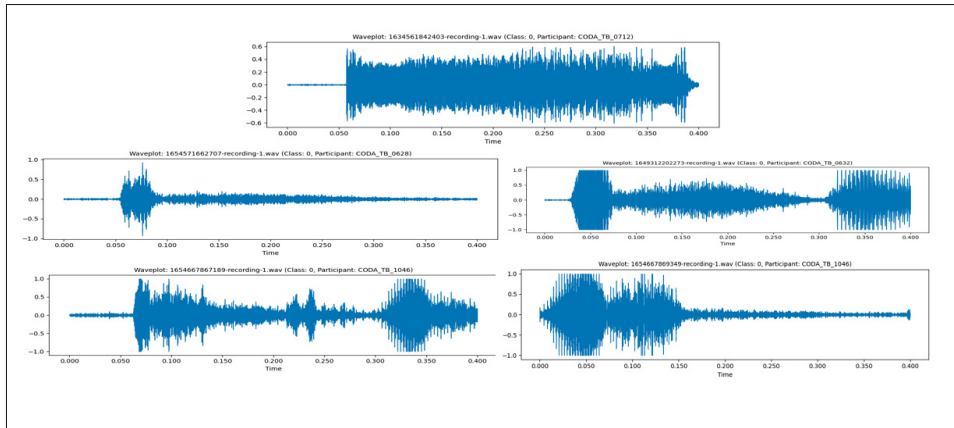 Waveplot: 1634561842403-recording-1.wav (Class: 0, Participant: CODA_TB_0712)
0.6
0.4
0.2
0.0
−0.2
−0.4
−0.6
0.000 0.050 0.100 0.150 0.200 0.250 0.300 0.350 0.400
Time
Waveplot: 1654571662707-recording-1.wav (Class: 0, Participant: CODA_TB_0628)
1.0
0.5
0.0
−0.5
−1.0
0.000 0.050 0.100 0.150 0.200 0.250 0.300 0.350 0.400
Time
Waveplot: 1649312202273-recording-1.wav (Class: 0, Participant: CODA_TB_0632)
1.0
0.5
0.0
−0.5
−1.0
0.000 0.050 0.100 0.150 0.200 0.250 0.300 0.350 0.400
Time
Waveplot: 1654667867189-recording-1.wav (Class: 0, Participant: CODA_TB_1046)
1.0
0.5
0.0
−0.5
−1.0
0.000 0.050 0.100 0.150 0.200 0.250 0.300 0.350 0.400
Time
Waveplot: 1654667869349-recording-1.wav (Class: 0, Participant: CODA_TB_1046)
1.0
0.5
0.0
−0.5
−1.0
0.000 0.050 0.100 0.150 0.200 0.250 0.300 0.350 0.400
Time